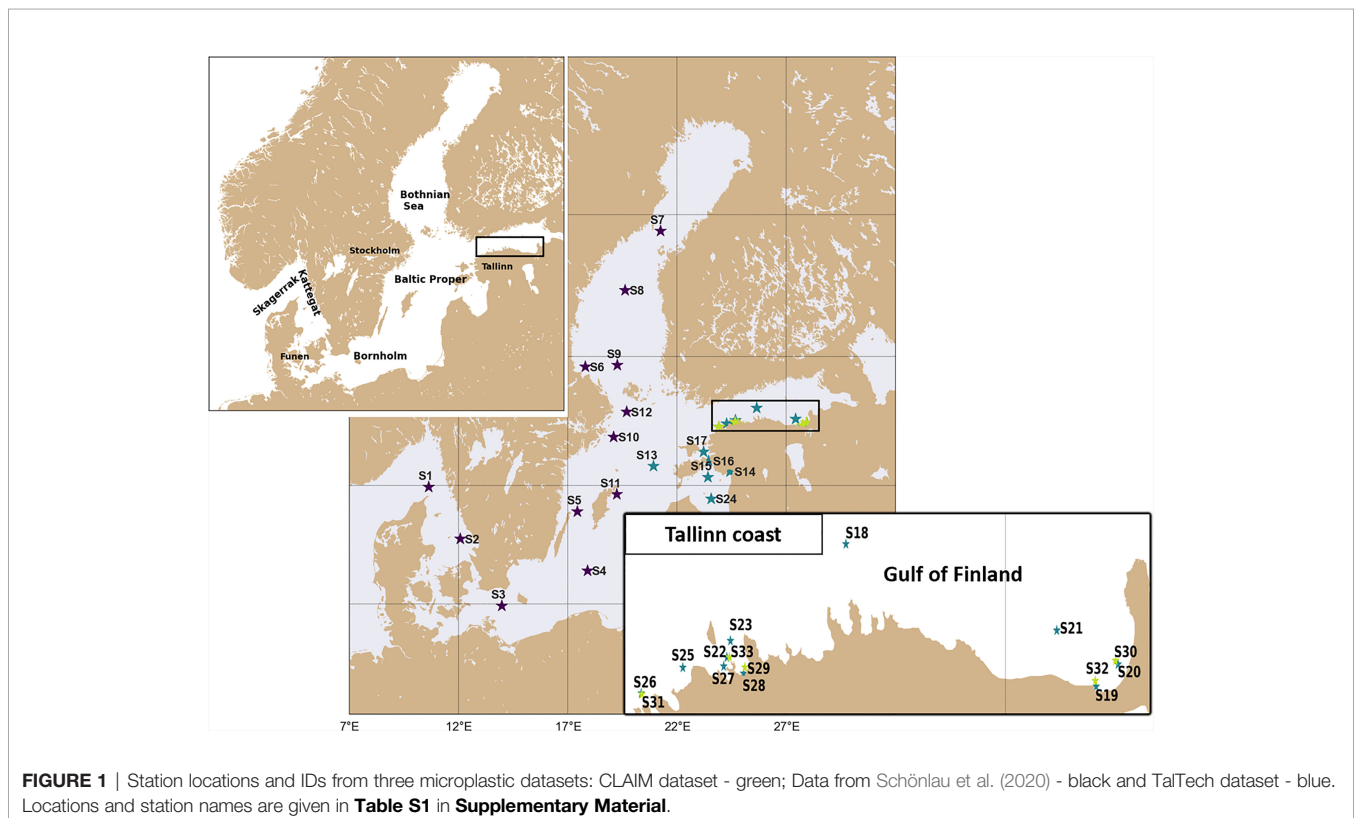 Bothnian
Sea
Stockholm
Tallinn
Baltic Proper
Skagerrak
Kattegat
Funen
Bornholm
S7
S8
S9
S6
S12
S10
S17
S16
S13
S15
S14
S11
S24
S1
S5
S2
S4
S3
Tallinn coast
S18
Gulf of Finland
S23
S21
S22
S33
S25
S30
S29
S20
S27
S32
S26
S28
S19
S31
7°E 12°E 17°E 22°E 27°E
FIGURE 1 | Station locations and IDs from three microplastic datasets: CLAIM dataset - green; Data from Schönlau et al. (2020) - black and TalTech dataset - blue.
Locations and station names are given in Table S1 in Supplementary Material.